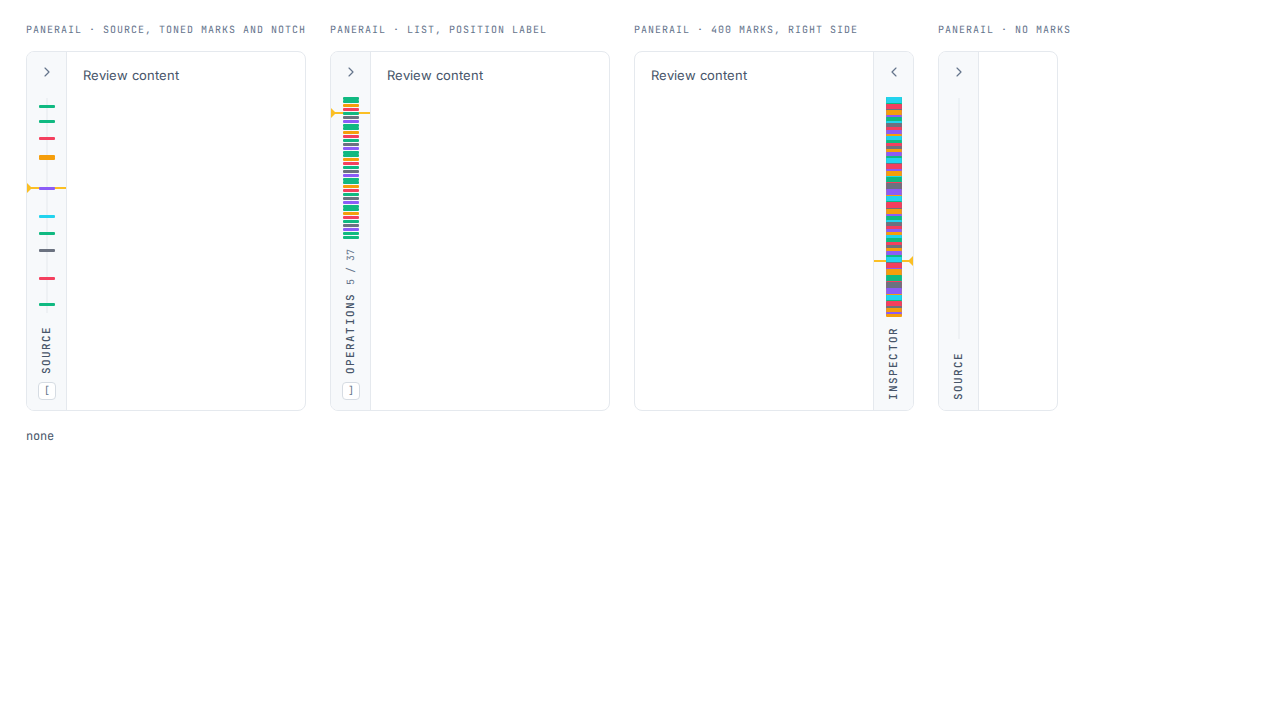 PANERAIL · SOURCE, TONED MARKS AND NOTCH
Review content
SOURCE
[
PANERAIL · LIST, POSITION LABEL
Review content
OPERATIONS 5 / 37
]
PANERAIL · 400 MARKS, RIGHT SIDE
Review content
INSPECTOR
PANERAIL · NO MARKS
SOURCE
none